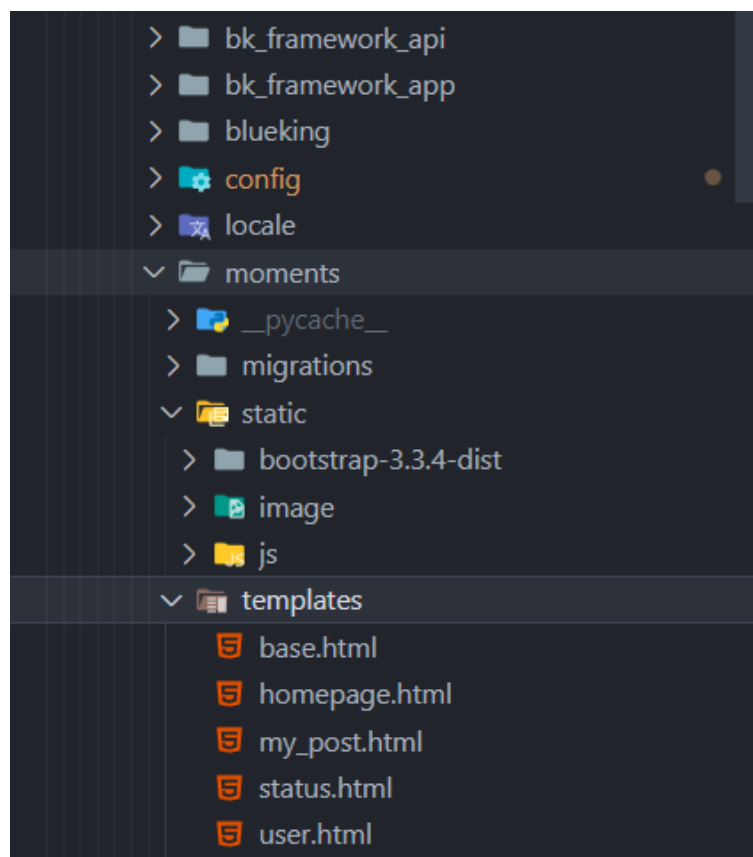 bk_framework_api
bk_framework_app
blueking
config
locale
moments
__pycache__
migrations
static
bootstrap-3.3.4-dist
image
js
templates
base.html
homepage.html
my_post.html
status.html
user.html